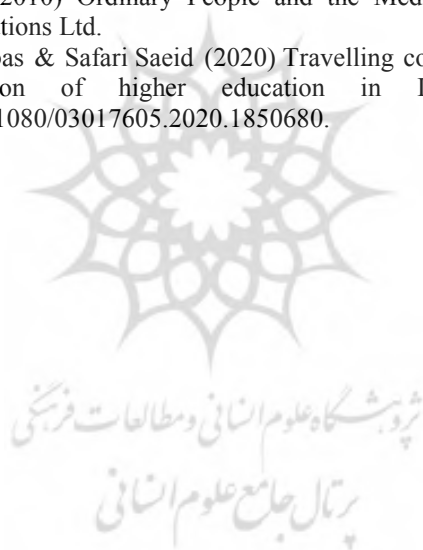 2010) Ordinary People and the Med
tions Ltd.
as & Safari Saeid (2020) Travelling co
on of higher education in I
1080/03017605.2020.1850680.
پژوهشگاه علوم انسانی و مطالعات فرهنگی
پرتال جامع علوم انسانی